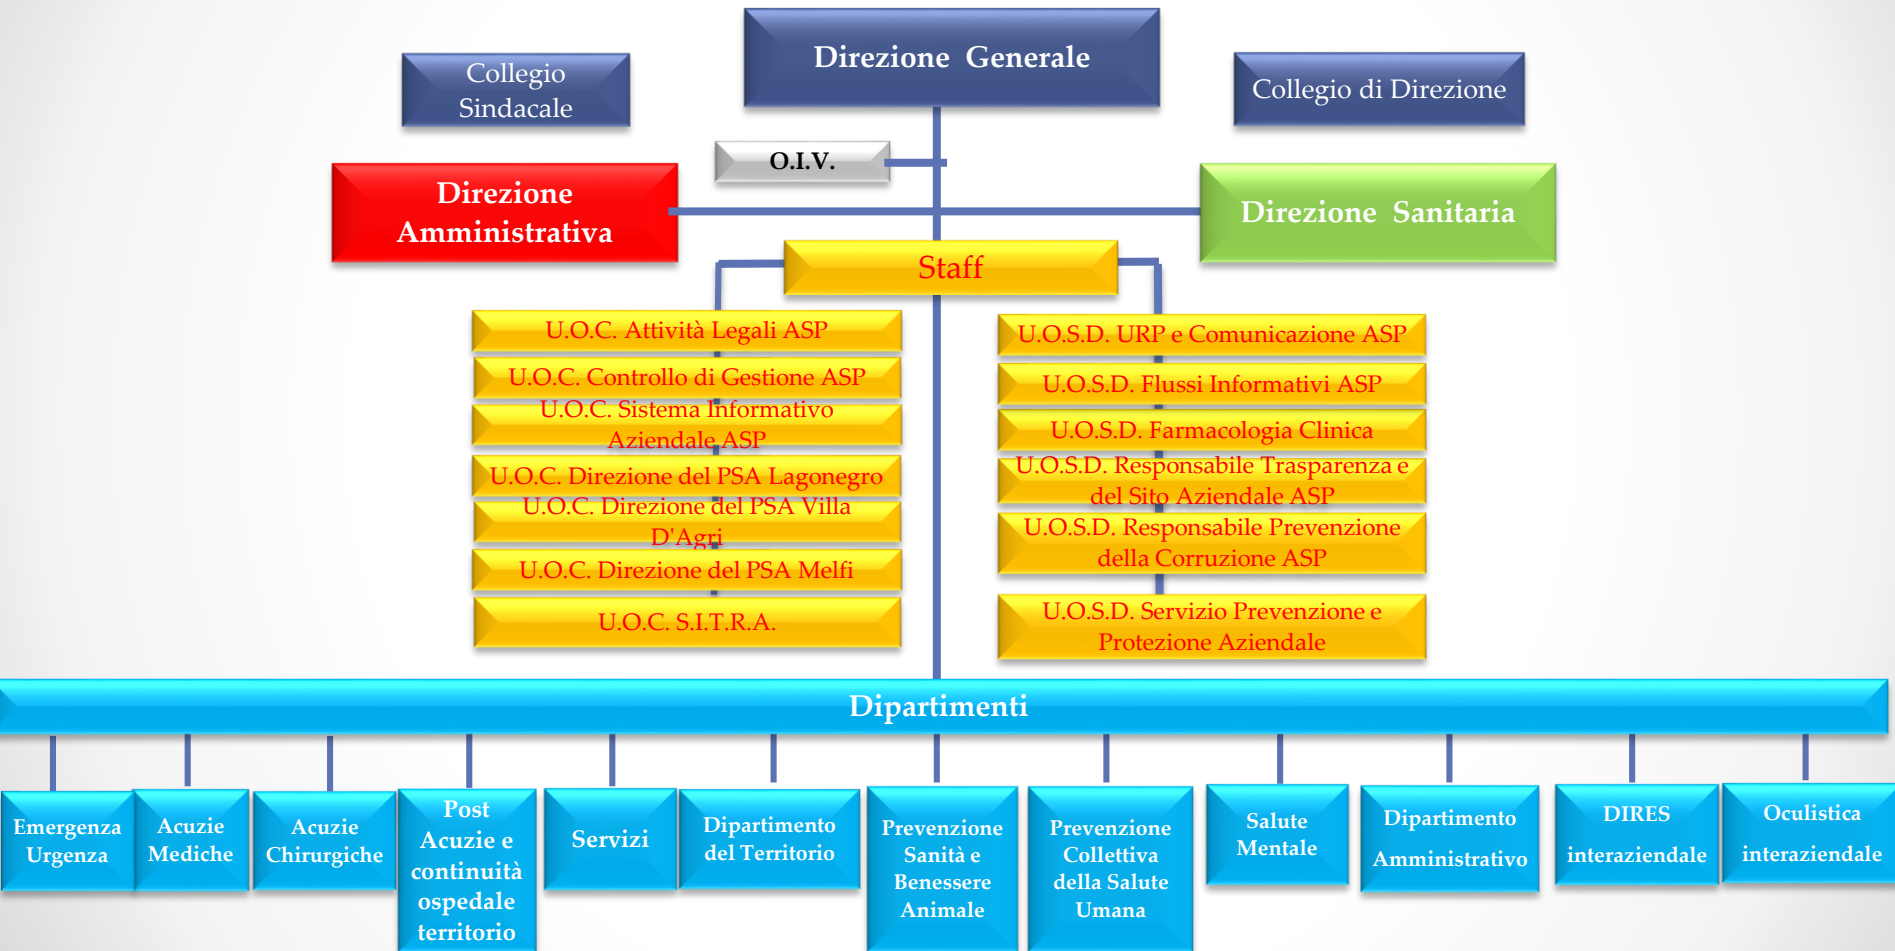 Direzione Generale
Collegio
Sindacale
Collegio di Direzione
O.I.V.
Direzione
Amministrativa
Direzione Sanitaria
Staff
U.O.C. Attività Legali ASP
U.O.C. Controllo di Gestione ASP
U.O.C. Sistema Informativo
Aziendale ASP
U.O.C. Direzione del PSA Lagonegro
U.O.C. Direzione del PSA Villa
D'Agri
U.O.C. Direzione del PSA Melfi
U.O.C. S.I.T.R.A.
U.O.S.D. URP e Comunicazione ASP
U.O.S.D. Flussi Informativi ASP
U.O.S.D. Farmacologia Clinica
U.O.S.D. Responsabile Trasparenza e
del Sito Aziendale ASP
U.O.S.D. Responsabile Prevenzione
della Corruzione ASP
U.O.S.D. Servizio Prevenzione e
Protezione Aziendale
Dipartimenti
Emergenza
Urgenza
Acuzie
Mediche
Acuzie
Chirurgiche
Post
Acuzie e
continuità
ospedale
territorio
Servizi
Dipartimento
del Territorio
Prevenzione
Sanità e
Benessere
Animale
Prevenzione
Collettiva
della Salute
Umana
Salute
Mentale
Dipartimento
Amministrativo
DIRES
interaziendale
Oculistica
interaziendale